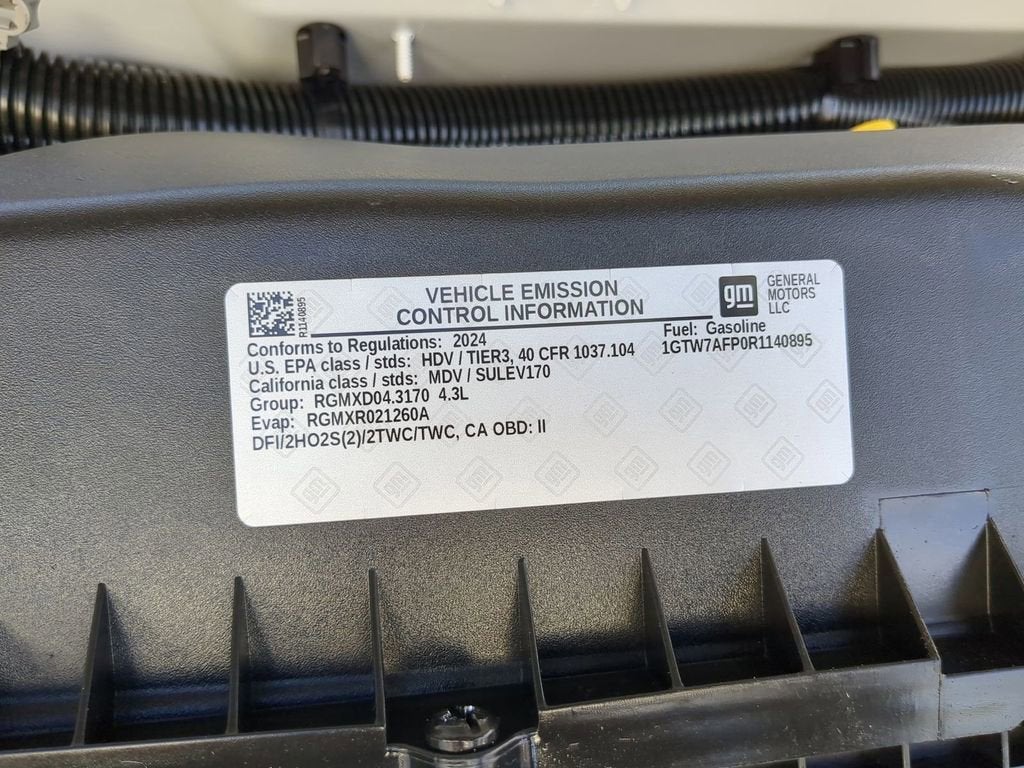 VEHICLE EMISSION
CONTROL INFORMATION
R1140895
gm
GENERAL
MOTORS
LLC
Conforms to Regulations: 2024
Fuel: Gasoline
U.S. EPA class / stds: HDV / TIER3, 40 CFR 1037.104
1GTW7AFP0R1140895
California class / stds: MDV / SULEV170
Group: RGMXD04.3170 4.3L
Evap: RGMXR021260A
DFI/2HO2S(2)/2TWC/TWC, CA OBD: II